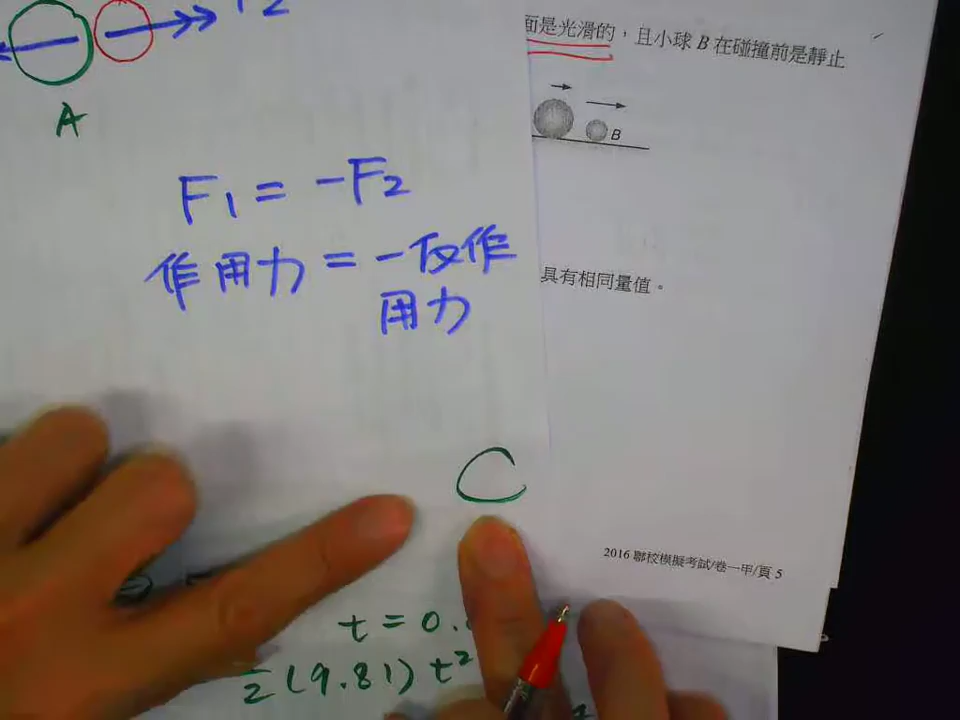 面是光滑的，且小球 B 在碰撞前是靜止
A
B
F1 = -F2
作用力 = -反作
用力
具有相同量值。
C
2016 聯校模擬考試/卷一甲/頁 5
t = 0.
1/2 (9.81) t²